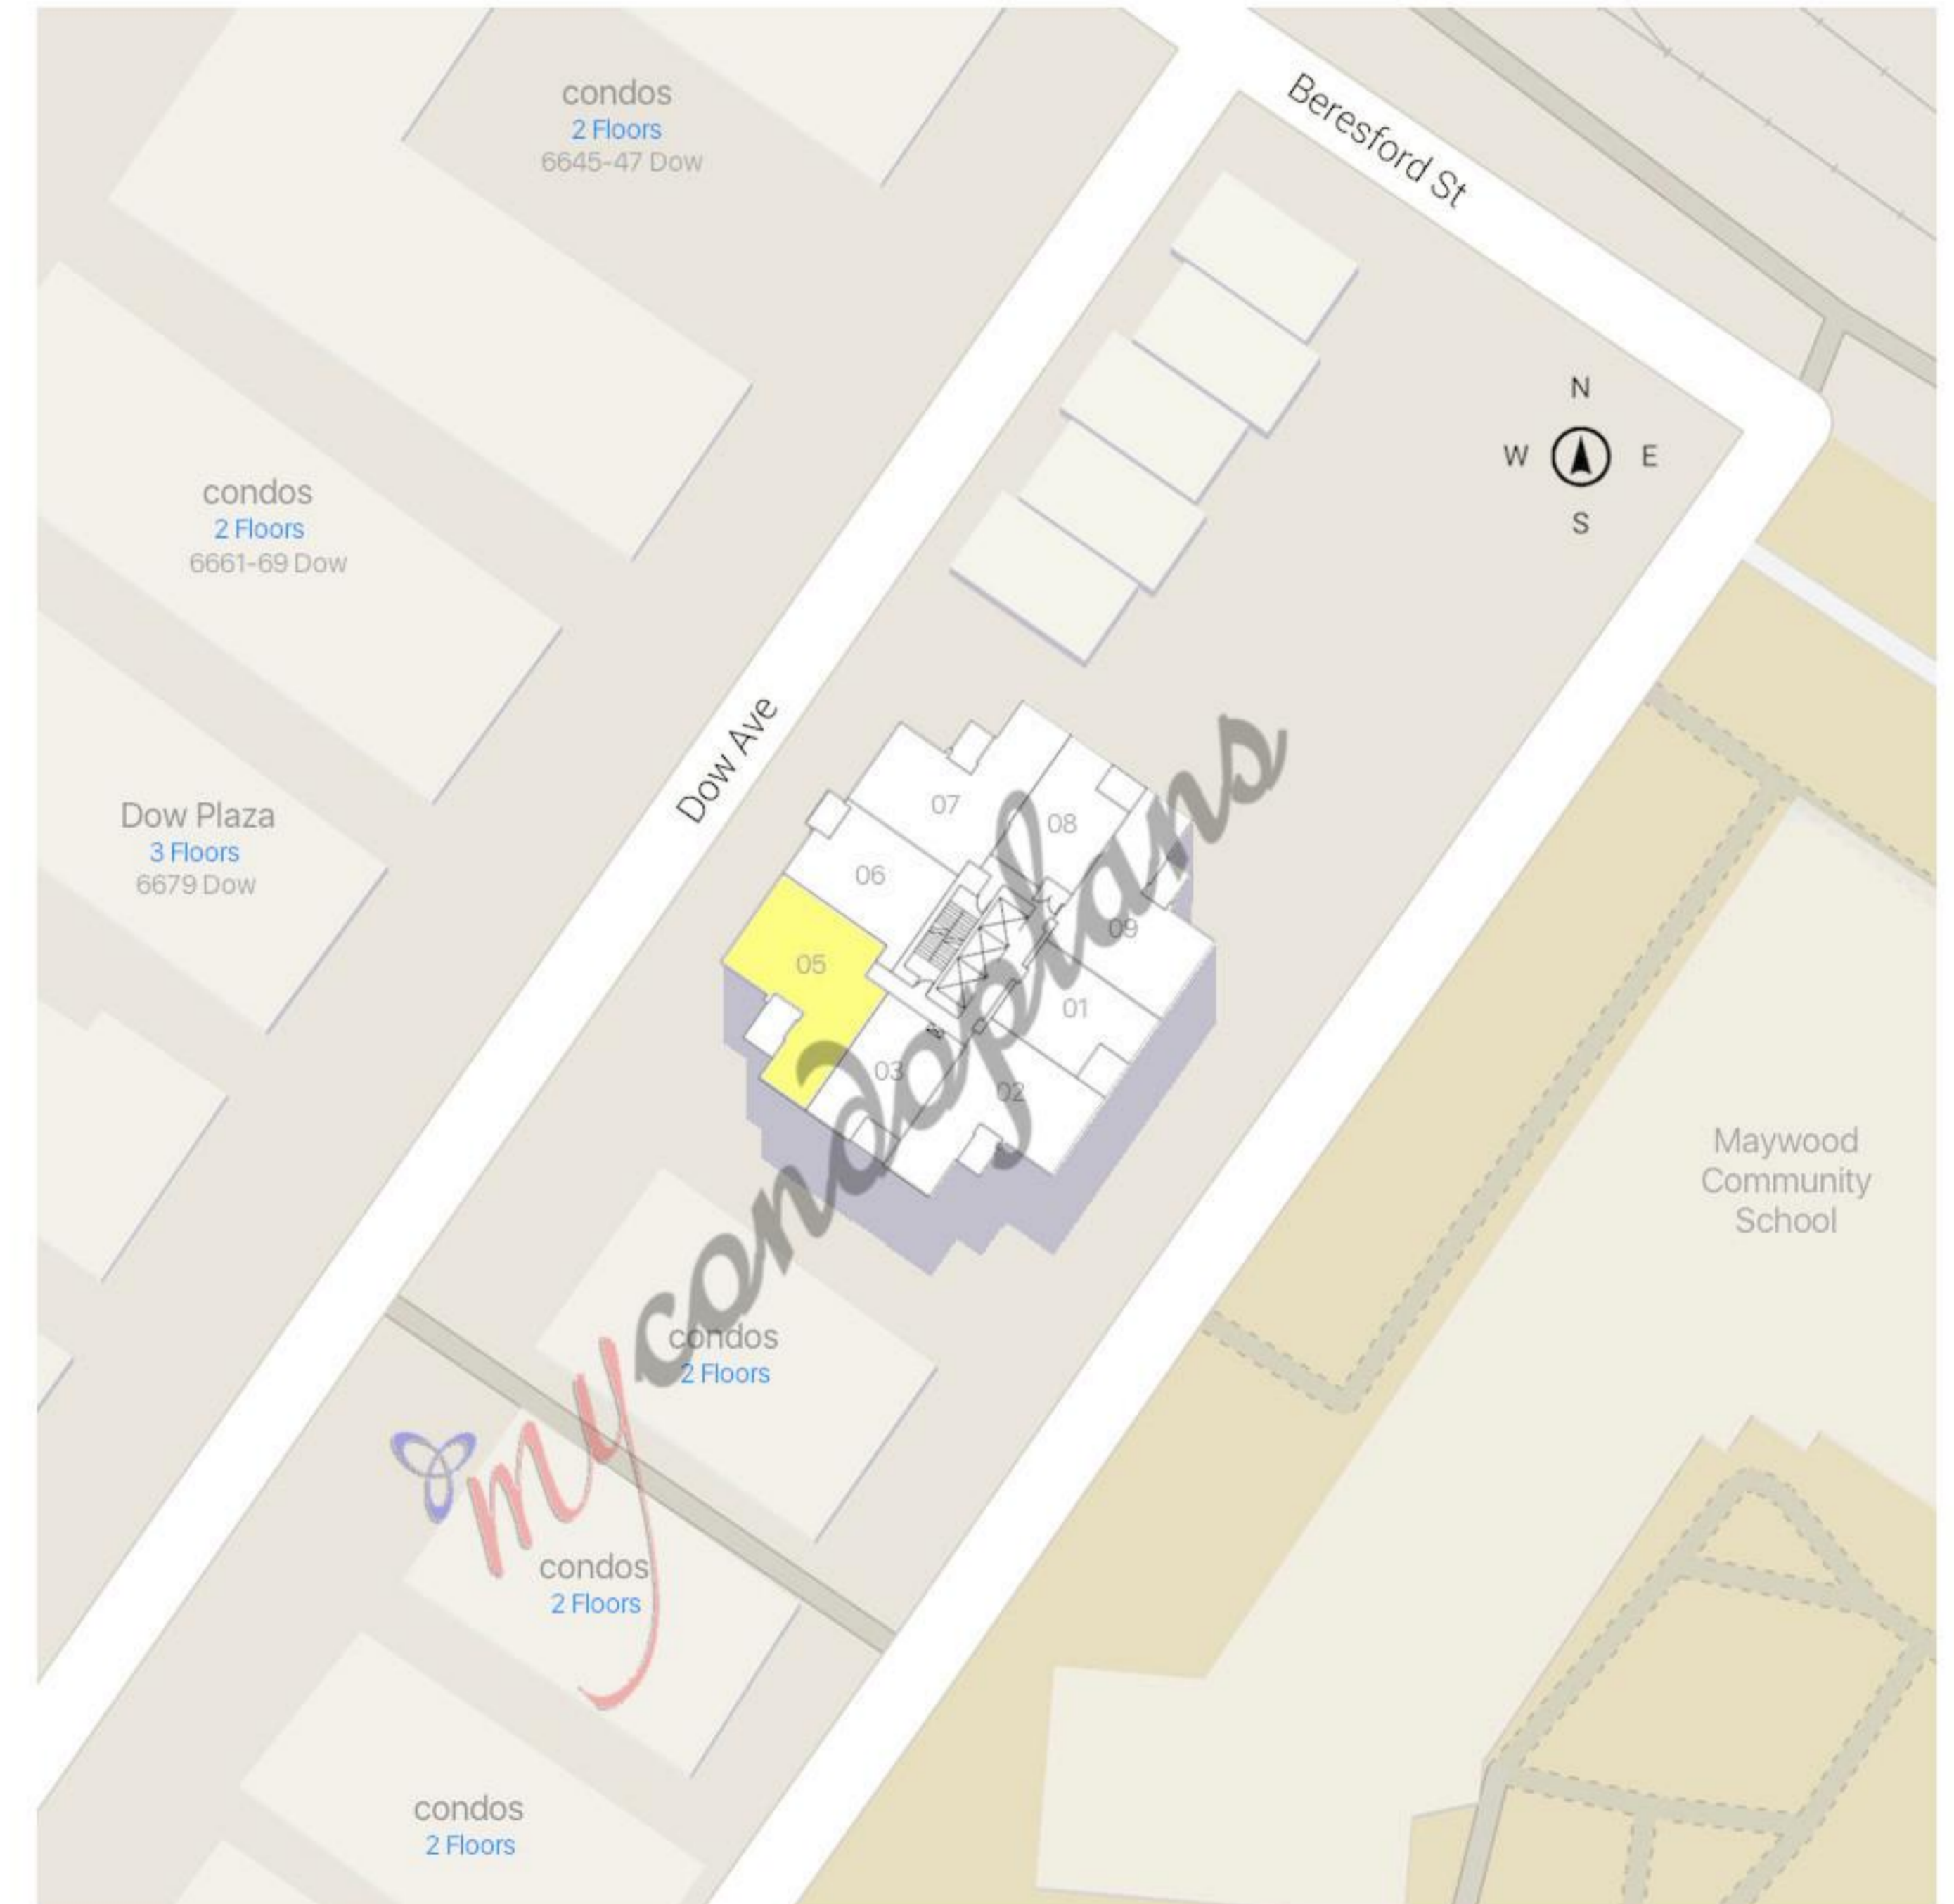 condos
2 Floors
6645-47 Dow
Beresford St
N
W E
S
condos
2 Floors
6661-69 Dow
Dow Ave
Dow Plaza
3 Floors
6679 Dow
07
08
06
09
05
01
03
02
Maywood
Community
School
mycondoplans
condos
2 Floors
condos
2 Floors
condos
2 Floors